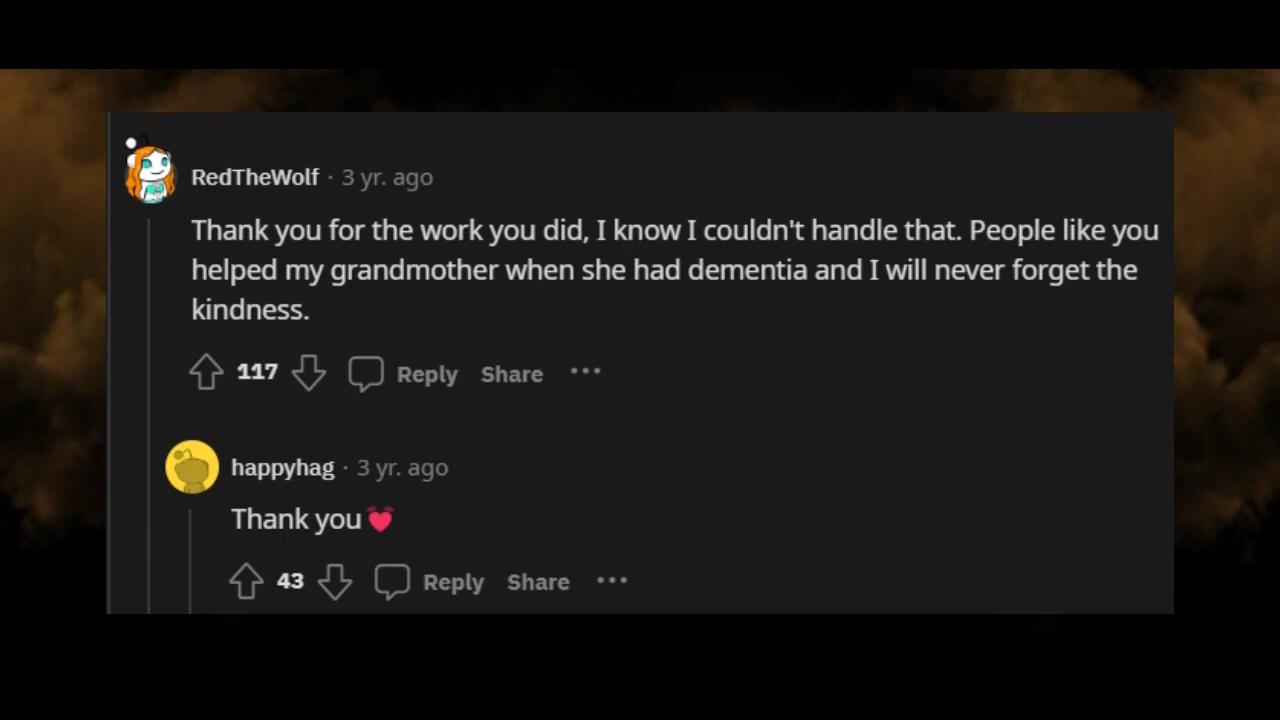 RedTheWolf · 3 yr. ago
Thank you for the work you did, I know I couldn't handle that. People like you
helped my grandmother when she had dementia and I will never forget the
kindness.
117 Reply Share ···
happyhag · 3 yr. ago
Thank you💓
43 Reply Share ···